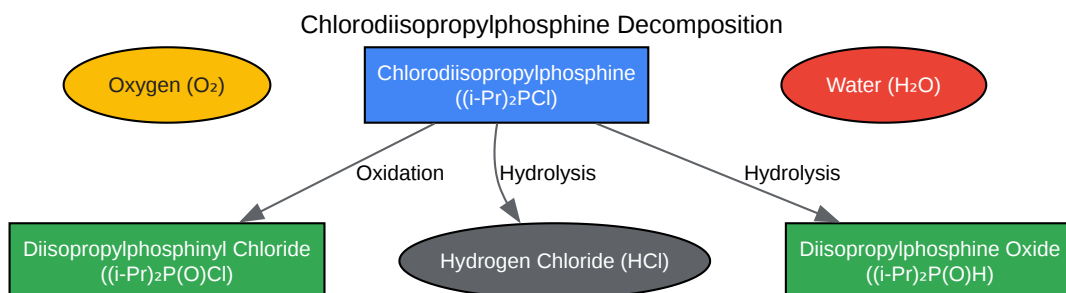 Chlorodiisopropylphosphine Decomposition
Oxygen (O₂)
Chlorodiisopropylphosphine
((i-Pr)₂PCl)
Water (H₂O)
Oxidation
Hydrolysis
Hydrolysis
Diisopropylphosphinyl Chloride
((i-Pr)₂P(O)Cl)
Hydrogen Chloride (HCl)
Diisopropylphosphine Oxide
((i-Pr)₂P(O)H)